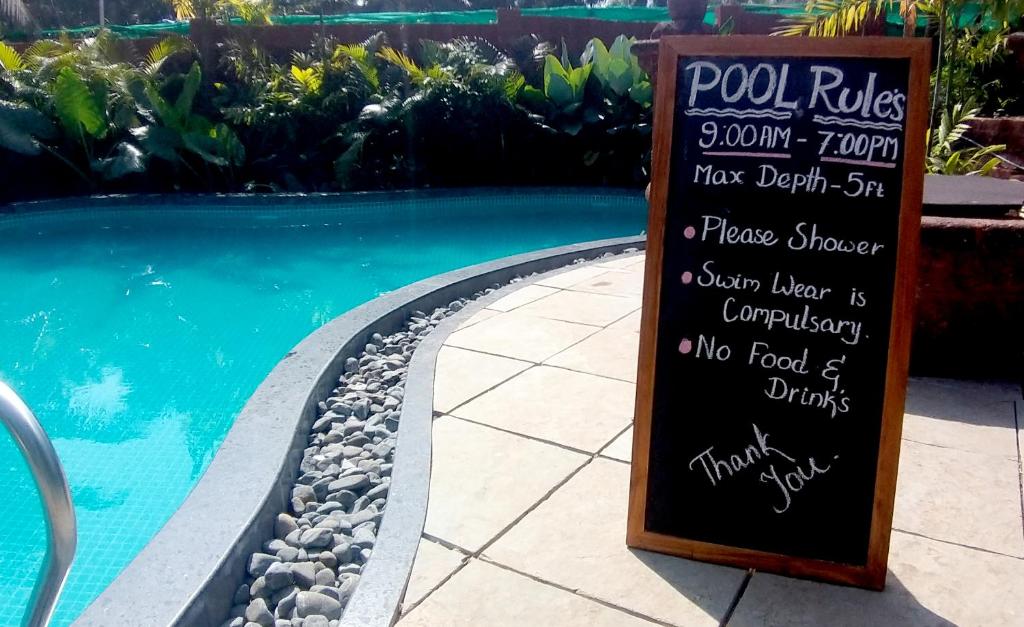 POOL Rule's
9.00AM - 7:00PM
Max Depth - 5ft
• Please Shower
• Swim Wear is
Compulsary.
• No Food &
Drink's
Thank
You.